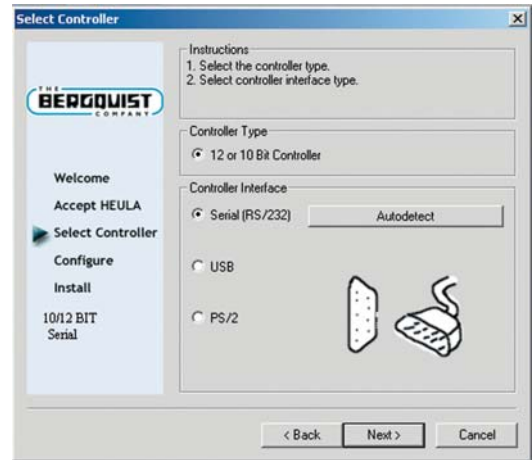 Select Controller
THE
BERGQUIST
COMPANY
Welcome
Accept HEULA
Select Controller
Configure
Install
10/12 BIT
Serial
Instructions
1. Select the controller type.
2. Select controller interface type.
Controller Type
12 or 10 Bit Controller
Controller Interface
Serial (RS/232)
Autodetect
USB
PS/2
< Back
Next >
Cancel